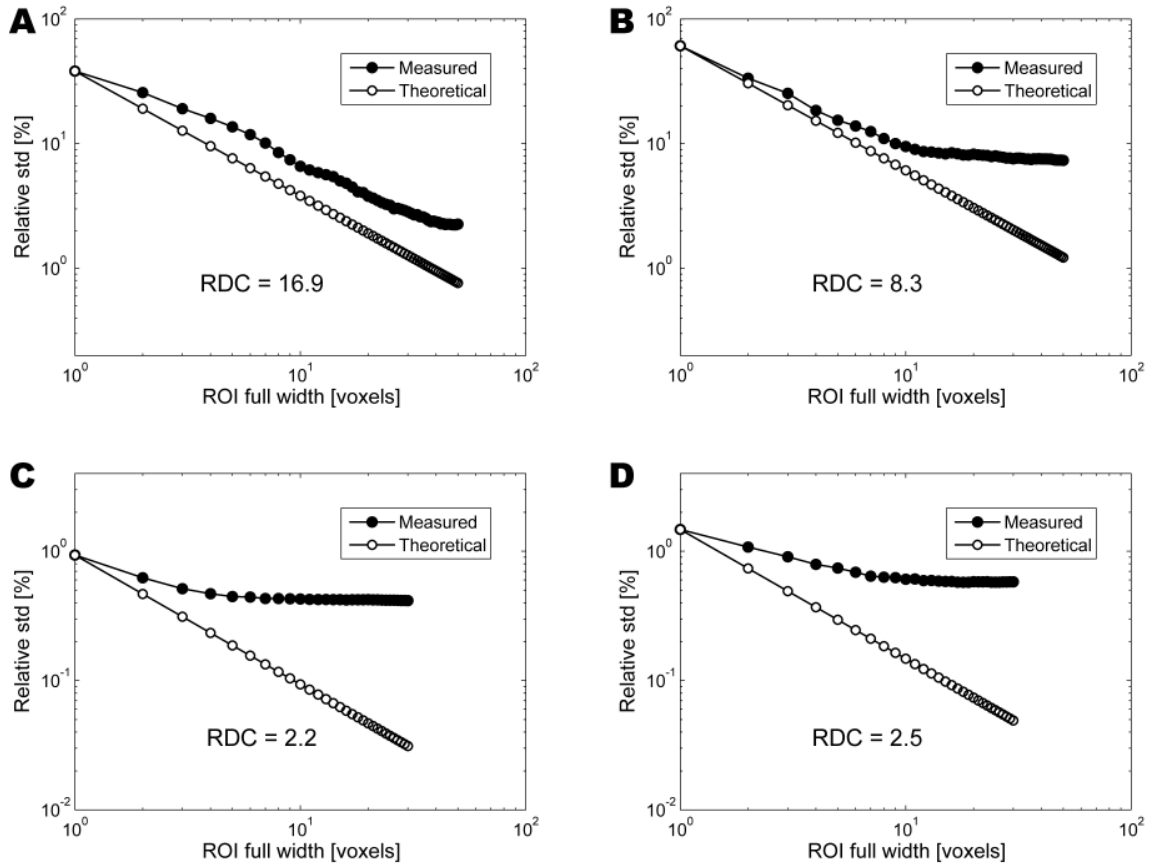 A
10^2
10^1
10^0
Relative std [%]
Measured
Theoretical
RDC = 16.9
10^0
10^1
10^2
ROI full width [voxels]
B
10^2
10^1
10^0
Relative std [%]
Measured
Theoretical
RDC = 8.3
10^0
10^1
10^2
ROI full width [voxels]
C
10^0
10^-1
10^-2
Relative std [%]
Measured
Theoretical
RDC = 2.2
10^0
10^1
10^2
ROI full width [voxels]
D
10^0
10^-1
10^-2
Relative std [%]
Measured
Theoretical
RDC = 2.5
10^0
10^1
10^2
ROI full width [voxels]